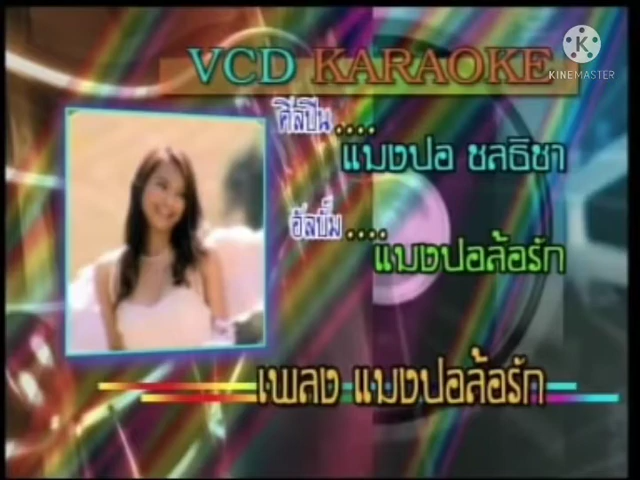 KINEMASTER
VCD KARAOKE
ศิลปิน....
แมงปอ ชลธิชา
อัลบั้ม....
แมงปอล้อรัก
เพลง แมงปอล้อรัก